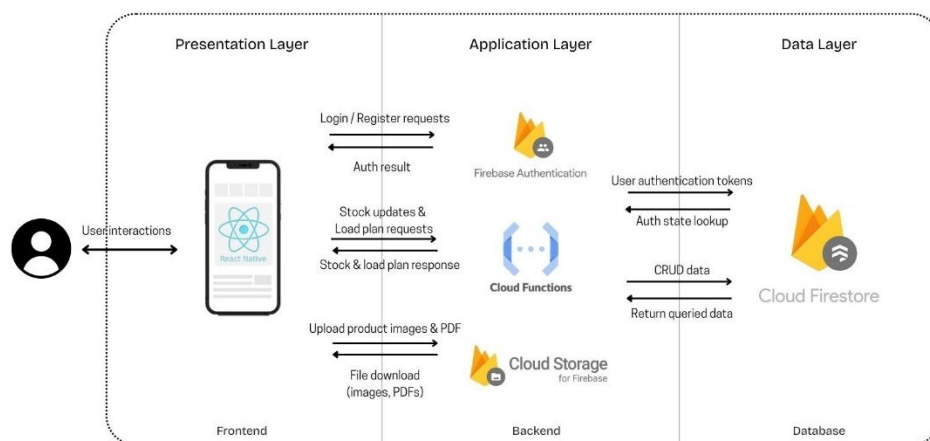 Presentation Layer
Application Layer
Data Layer
Login / Register requests
Auth result
Firebase Authentication
User authentication tokens
Auth state lookup
User interactions
React Native
Stock updates &
Load plan requests
Stock & load plan response
Cloud Functions
CRUD data
Return queried data
Cloud Firestore
Upload product images & PDF
File download
(images, PDFs)
Cloud Storage
for Firebase
Frontend
Backend
Database